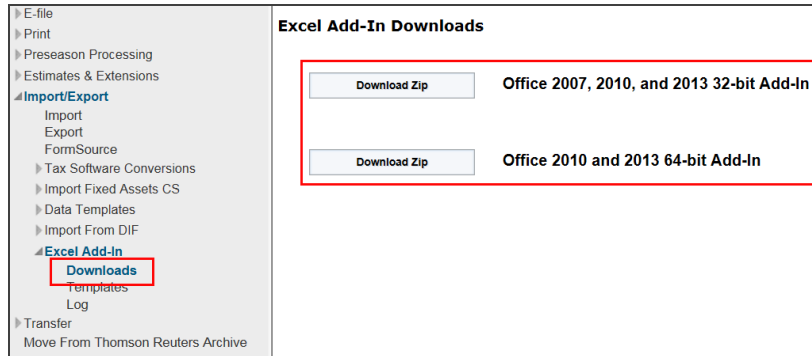 E-file
Print
Preseason Processing
Estimates & Extensions
Import/Export
Import
Export
FormSource
Tax Software Conversions
Import Fixed Assets CS
Data Templates
Import From DIF
Excel Add-In
Downloads
Templates
Log
Transfer
Move From Thomson Reuters Archive
Excel Add-In Downloads
Download Zip Office 2007, 2010, and 2013 32-bit Add-In
Download Zip Office 2010 and 2013 64-bit Add-In